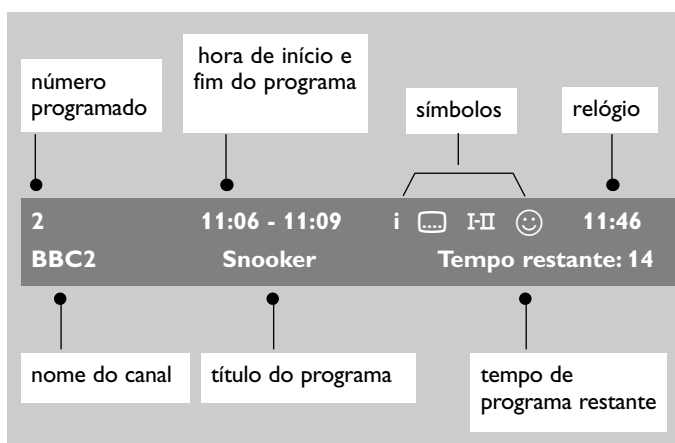 número
programado
hora de início e
fim do programa
símbolos
relógio
2 11:06 - 11:09 i I-II 11:46
BBC2 Snooker Tempo restante: 14
nome do canal
título do programa
tempo de
programa restante